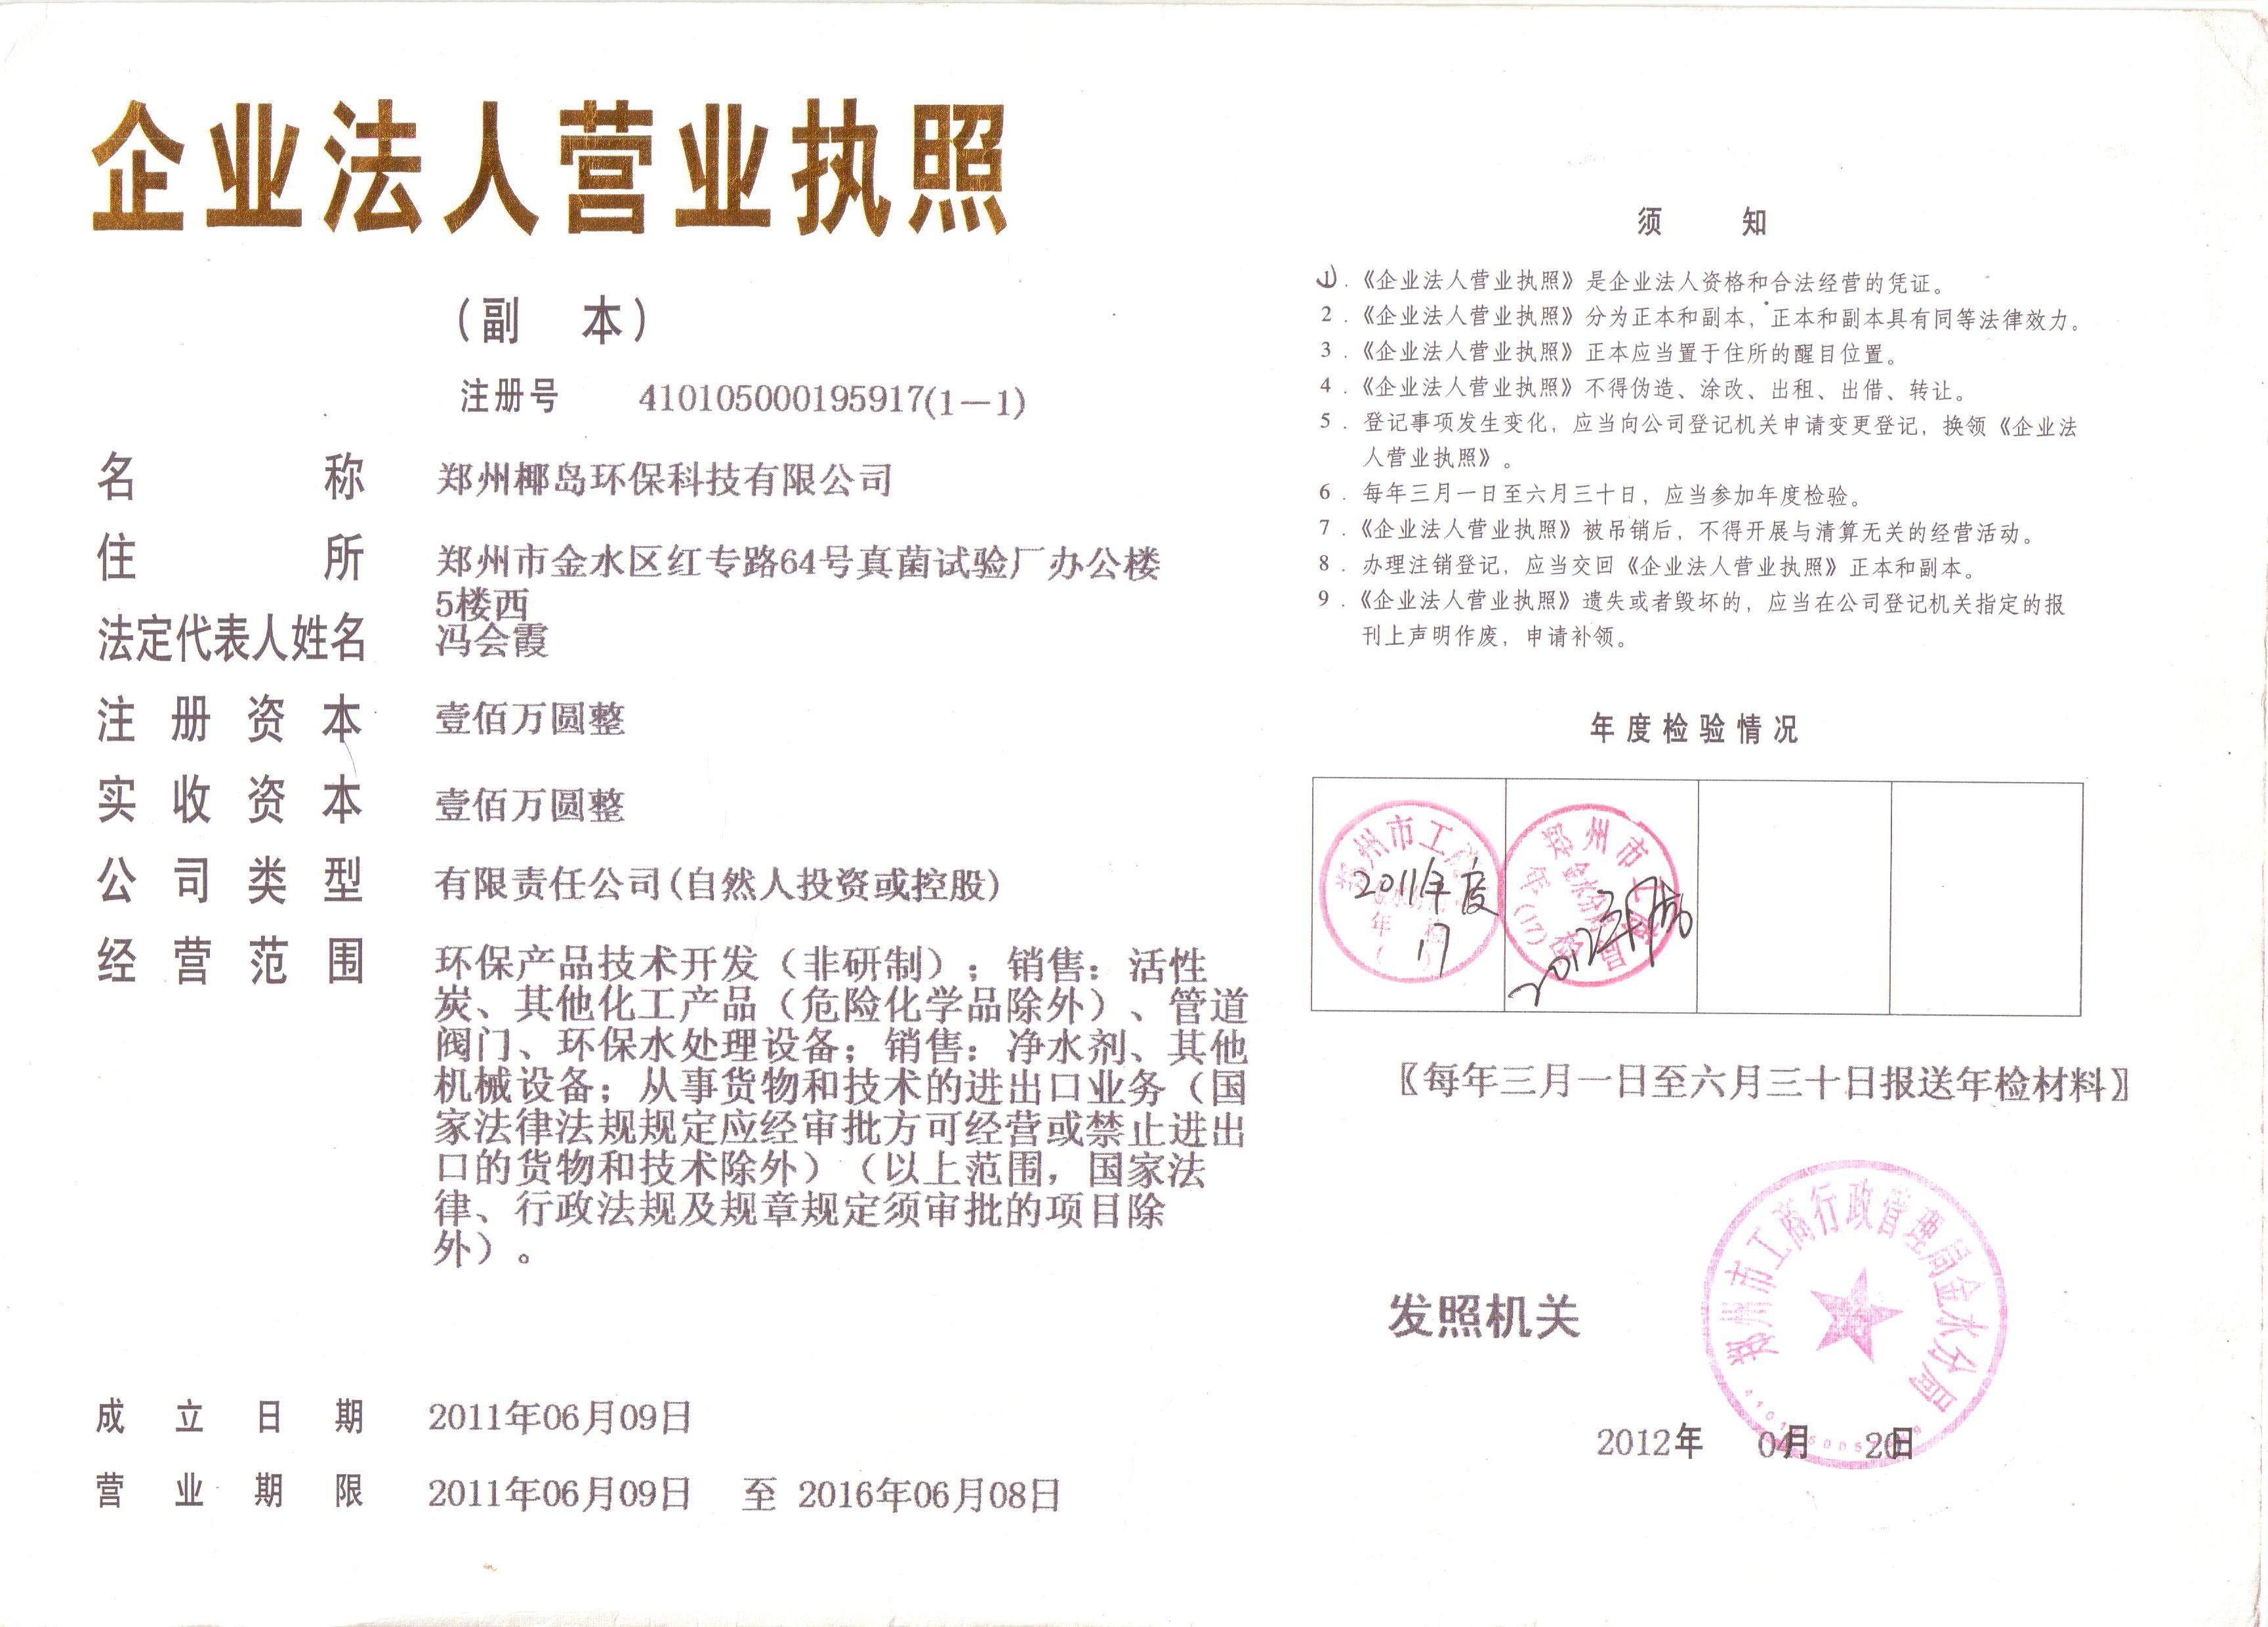 企业法人营业执照
（副 本）
注册号 410105000195917(1-1)
名 称 郑州椰岛环保科技有限公司
住 所 郑州市金水区红专路64号真菌试验厂办公楼
5楼西
法定代表人姓名 冯会霞
注 册 资 本 壹佰万圆整
实 收 资 本 壹佰万圆整
公 司 类 型 有限责任公司(自然人投资或控股)
经 营 范 围 环保产品技术开发（非研制）；销售：活性
炭、其他化工产品（危险化学品除外）、管道
阀门、环保水处理设备；销售：净水剂、其他
机械设备；从事货物和技术的进出口业务（国
家法律法规规定应经审批方可经营或禁止进出
口的货物和技术除外）（以上范围，国家法
律、行政法规及规章规定须审批的项目除
外）。
成 立 日 期 2011年06月09日
营 业 期 限 2011年06月09日 至 2016年06月08日
须 知
1．《企业法人营业执照》是企业法人资格和合法经营的凭证。
2．《企业法人营业执照》分为正本和副本，正本和副本具有同等法律效力。
3．《企业法人营业执照》正本应当置于住所的醒目位置。
4．《企业法人营业执照》不得伪造、涂改、出租、出借、转让。
5．登记事项发生变化，应当向公司登记机关申请变更登记，换领《企业法
人营业执照》。
6．每年三月一日至六月三十日，应当参加年度检验。
7．《企业法人营业执照》被吊销后，不得开展与清算无关的经营活动。
8．办理注销登记，应当交回《企业法人营业执照》正本和副本。
9．《企业法人营业执照》遗失或者毁坏的，应当在公司登记机关指定的报
刊上声明作废，申请补领。
年度检验情况
郑州市工商
2011年度
年 检
17
郑州市工
年 检
(17)
2012年度
〖每年三月一日至六月三十日报送年检材料〗
发照机关
郑州市工商行政管理局金水分局
2012年 04月 20日